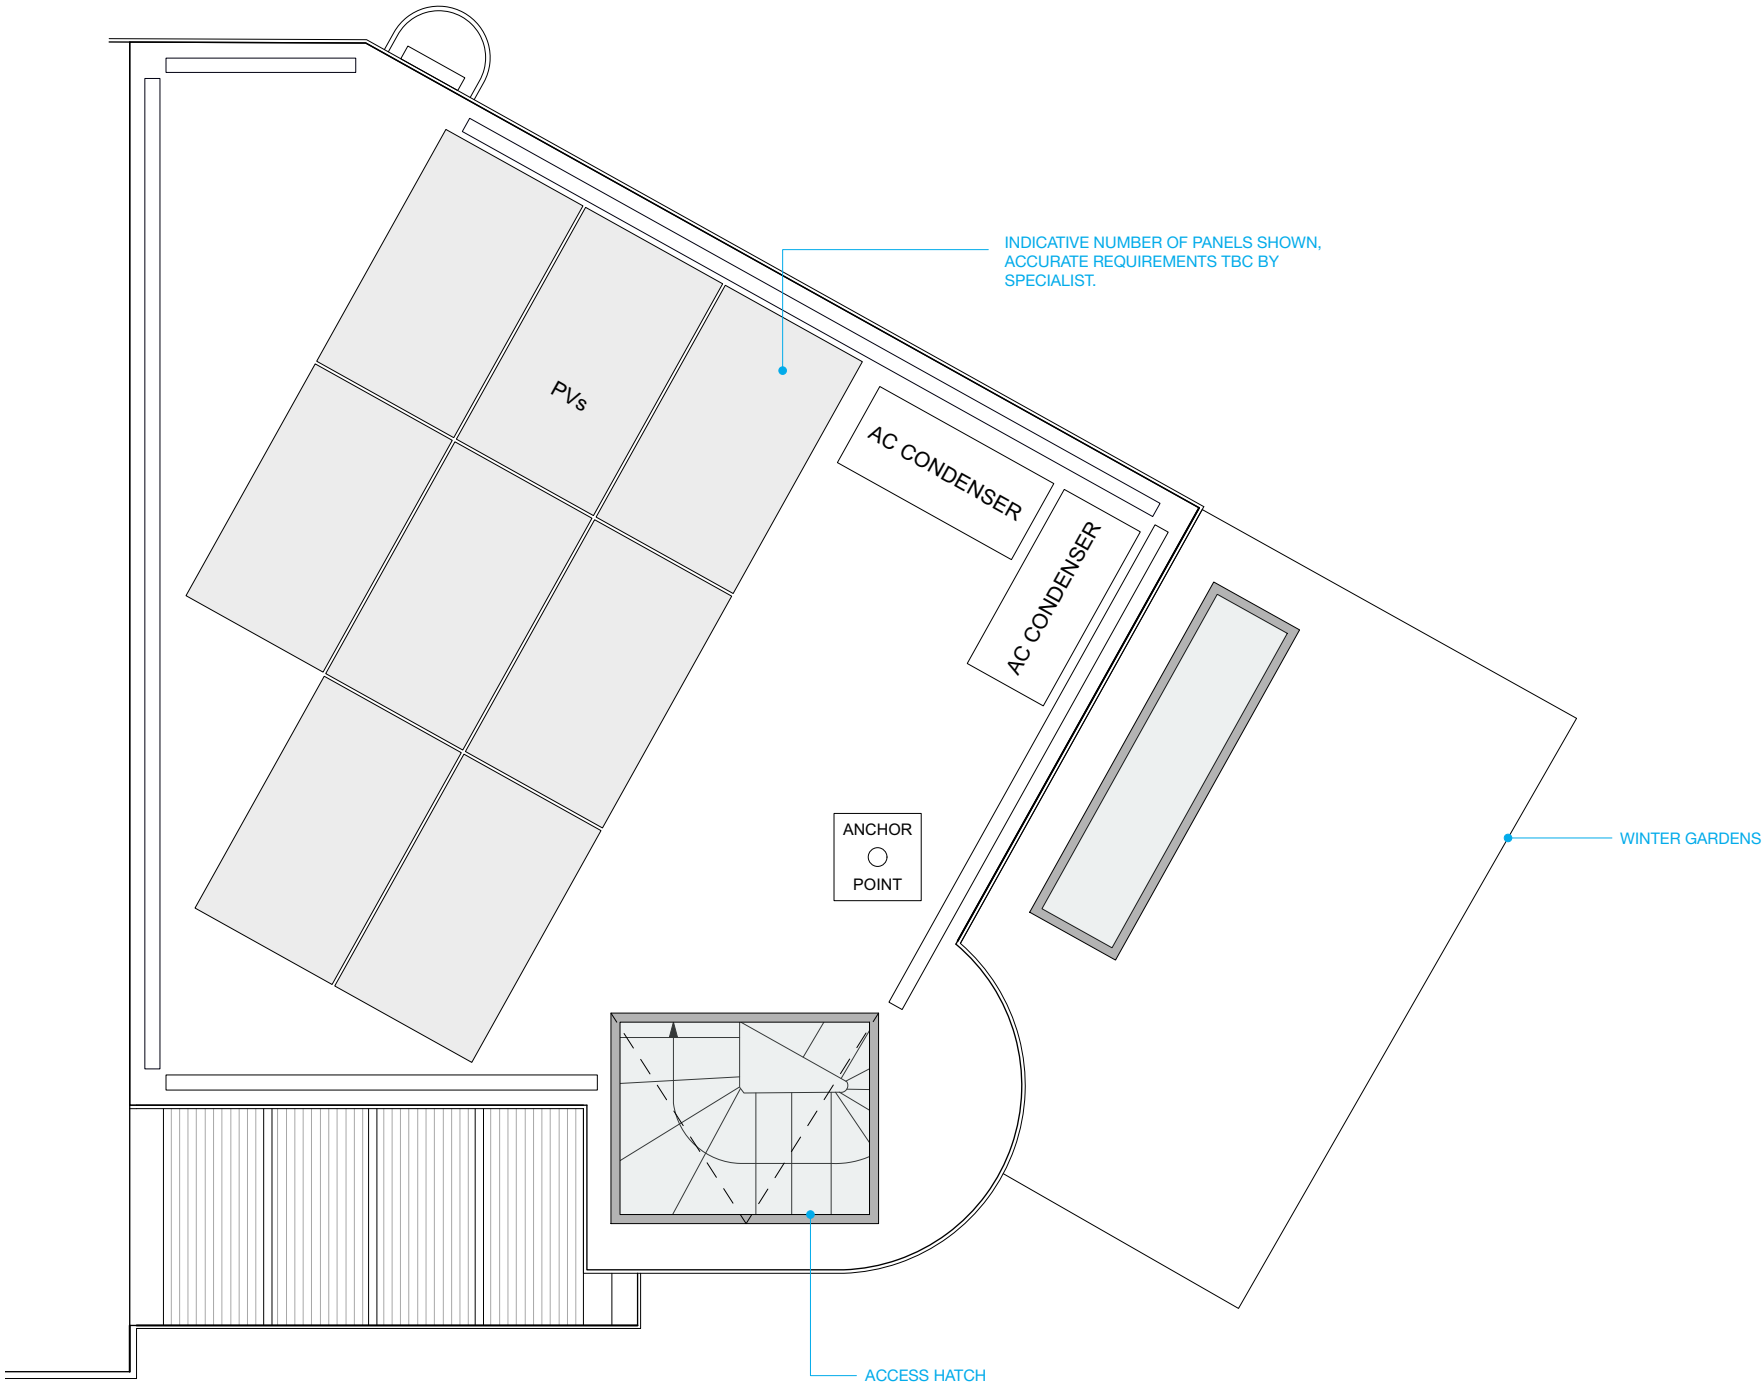 INDICATIVE NUMBER OF PANELS SHOWN,
ACCURATE REQUIREMENTS TBC BY
SPECIALIST.
PVs
AC CONDENSER
AC CONDENSER
ANCHOR
POINT
WINTER GARDENS
ACCESS HATCH